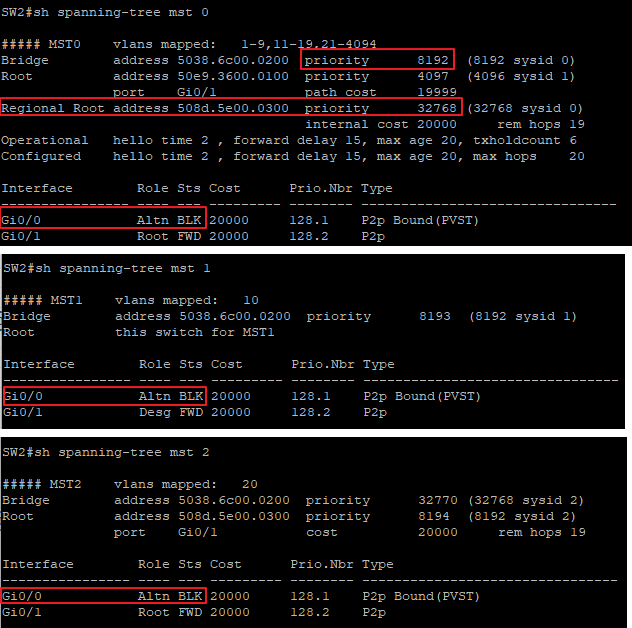 SW2#sh spanning-tree mst 0
##### MST0    vlans mapped:   1-9,11-19,21-4094
Bridge        address 5038.6c00.0200  priority      8192  (8192 sysid 0)
Root          address 50e9.3600.0100  priority      4097  (4096 sysid 1)
              port    Gi0/1           path cost     19999
Regional Root address 508d.5e00.0300  priority      32768 (32768 sysid 0)
                                      internal cost 20000     rem hops 19
Operational   hello time 2 , forward delay 15, max age 20, txholdcount 6
Configured    hello time 2 , forward delay 15, max age 20, max hops    20
Interface        Role Sts Cost      Prio.Nbr Type
---------------- ---- --- --------- -------- --------------------------------
Gi0/0            Altn BLK 20000     128.1    P2p Bound(PVST)
Gi0/1            Root FWD 20000     128.2    P2p
SW2#sh spanning-tree mst 1
##### MST1    vlans mapped:   10
Bridge        address 5038.6c00.0200  priority      8193  (8192 sysid 1)
Root          this switch for MST1
Interface        Role Sts Cost      Prio.Nbr Type
---------------- ---- --- --------- -------- --------------------------------
Gi0/0            Altn BLK 20000     128.1    P2p Bound(PVST)
Gi0/1            Desg FWD 20000     128.2    P2p
SW2#sh spanning-tree mst 2
##### MST2    vlans mapped:   20
Bridge        address 5038.6c00.0200  priority      32770 (32768 sysid 2)
Root          address 508d.5e00.0300  priority      8194  (8192 sysid 2)
              port    Gi0/1           cost          20000     rem hops 19
Interface        Role Sts Cost      Prio.Nbr Type
---------------- ---- --- --------- -------- --------------------------------
Gi0/0            Altn BLK 20000     128.1    P2p Bound(PVST)
Gi0/1            Root FWD 20000     128.2    P2p